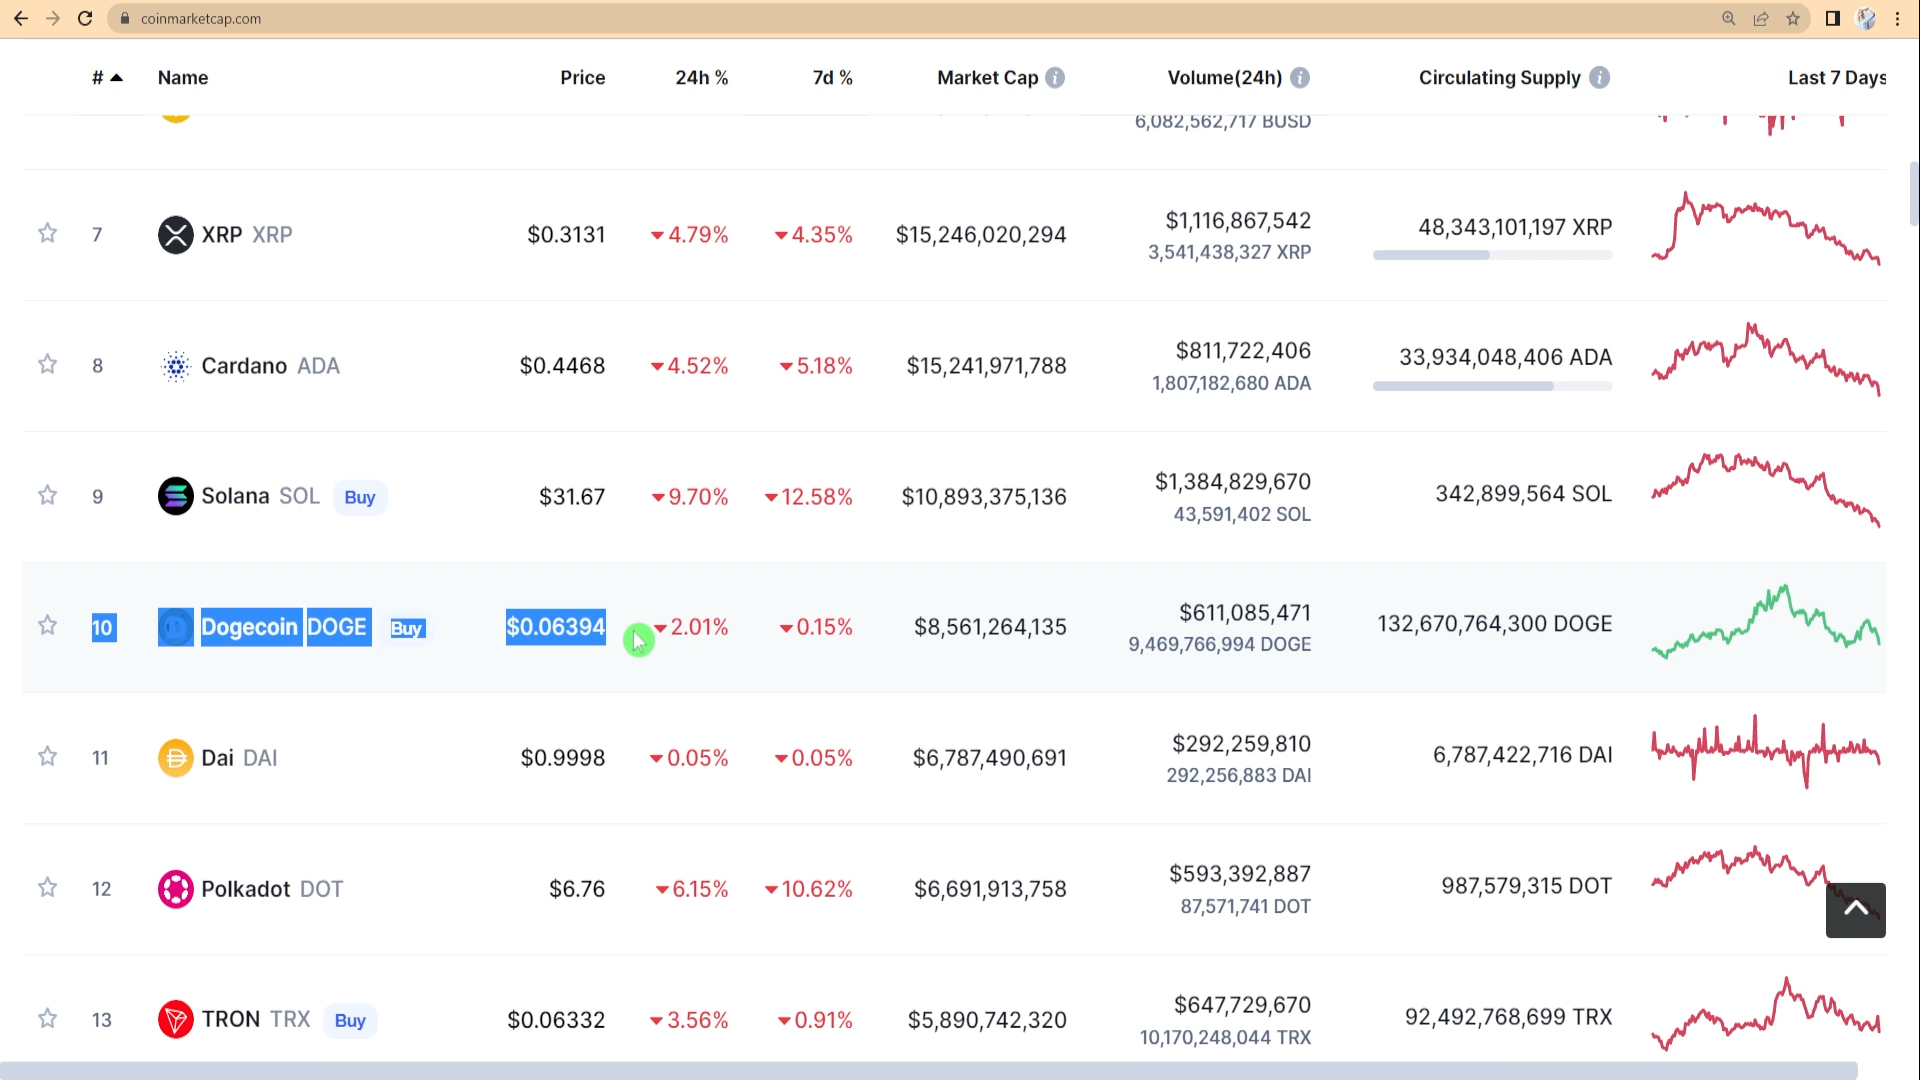 coinmarketcap.com
# Name Price 24h % 7d % Market Cap Volume(24h) Circulating Supply Last 7 Days
6,082,562,717 BUSD
7 XRP XRP $0.3131 4.79% 4.35% $15,246,020,294 $1,116,867,542 48,343,101,197 XRP
3,541,438,327 XRP
8 Cardano ADA $0.4468 4.52% 5.18% $15,241,971,788 $811,722,406 33,934,048,406 ADA
1,807,182,680 ADA
9 Solana SOL Buy $31.67 9.70% 12.58% $10,893,375,136 $1,384,829,670 342,899,564 SOL
43,591,402 SOL
10 Dogecoin DOGE Buy $0.06394 2.01% 0.15% $8,561,264,135 $611,085,471 132,670,764,300 DOGE
9,469,766,994 DOGE
11 Dai DAI $0.9998 0.05% 0.05% $6,787,490,691 $292,259,810 6,787,422,716 DAI
292,256,883 DAI
12 Polkadot DOT $6.76 6.15% 10.62% $6,691,913,758 $593,392,887 987,579,315 DOT
87,571,741 DOT
13 TRON TRX Buy $0.06332 3.56% 0.91% $5,890,742,320 $647,729,670 92,492,768,699 TRX
10,170,248,044 TRX